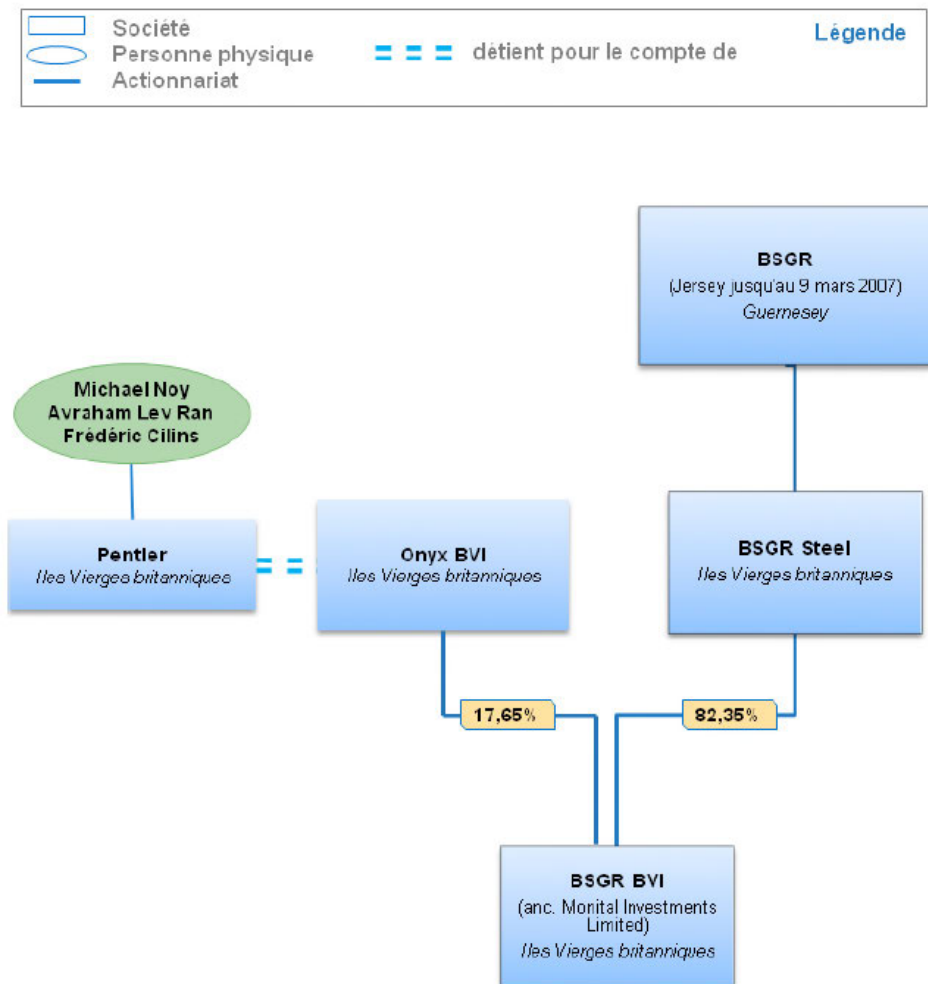 Société
Personne physique
Actionnariat
détient pour le compte de
Légende
BSGR
(Jersey jusqu'au 9 mars 2007)
Guernesey
Michael Noy
Avraham Lev Ran
Frédéric Cilins
Pentler
Iles Vierges britanniques
Onyx BVI
Iles Vierges britanniques
BSGR Steel
Iles Vierges britanniques
17,65%
82,35%
BSGR BVI
(anc. Monital Investments
Limited)
Iles Vierges britanniques